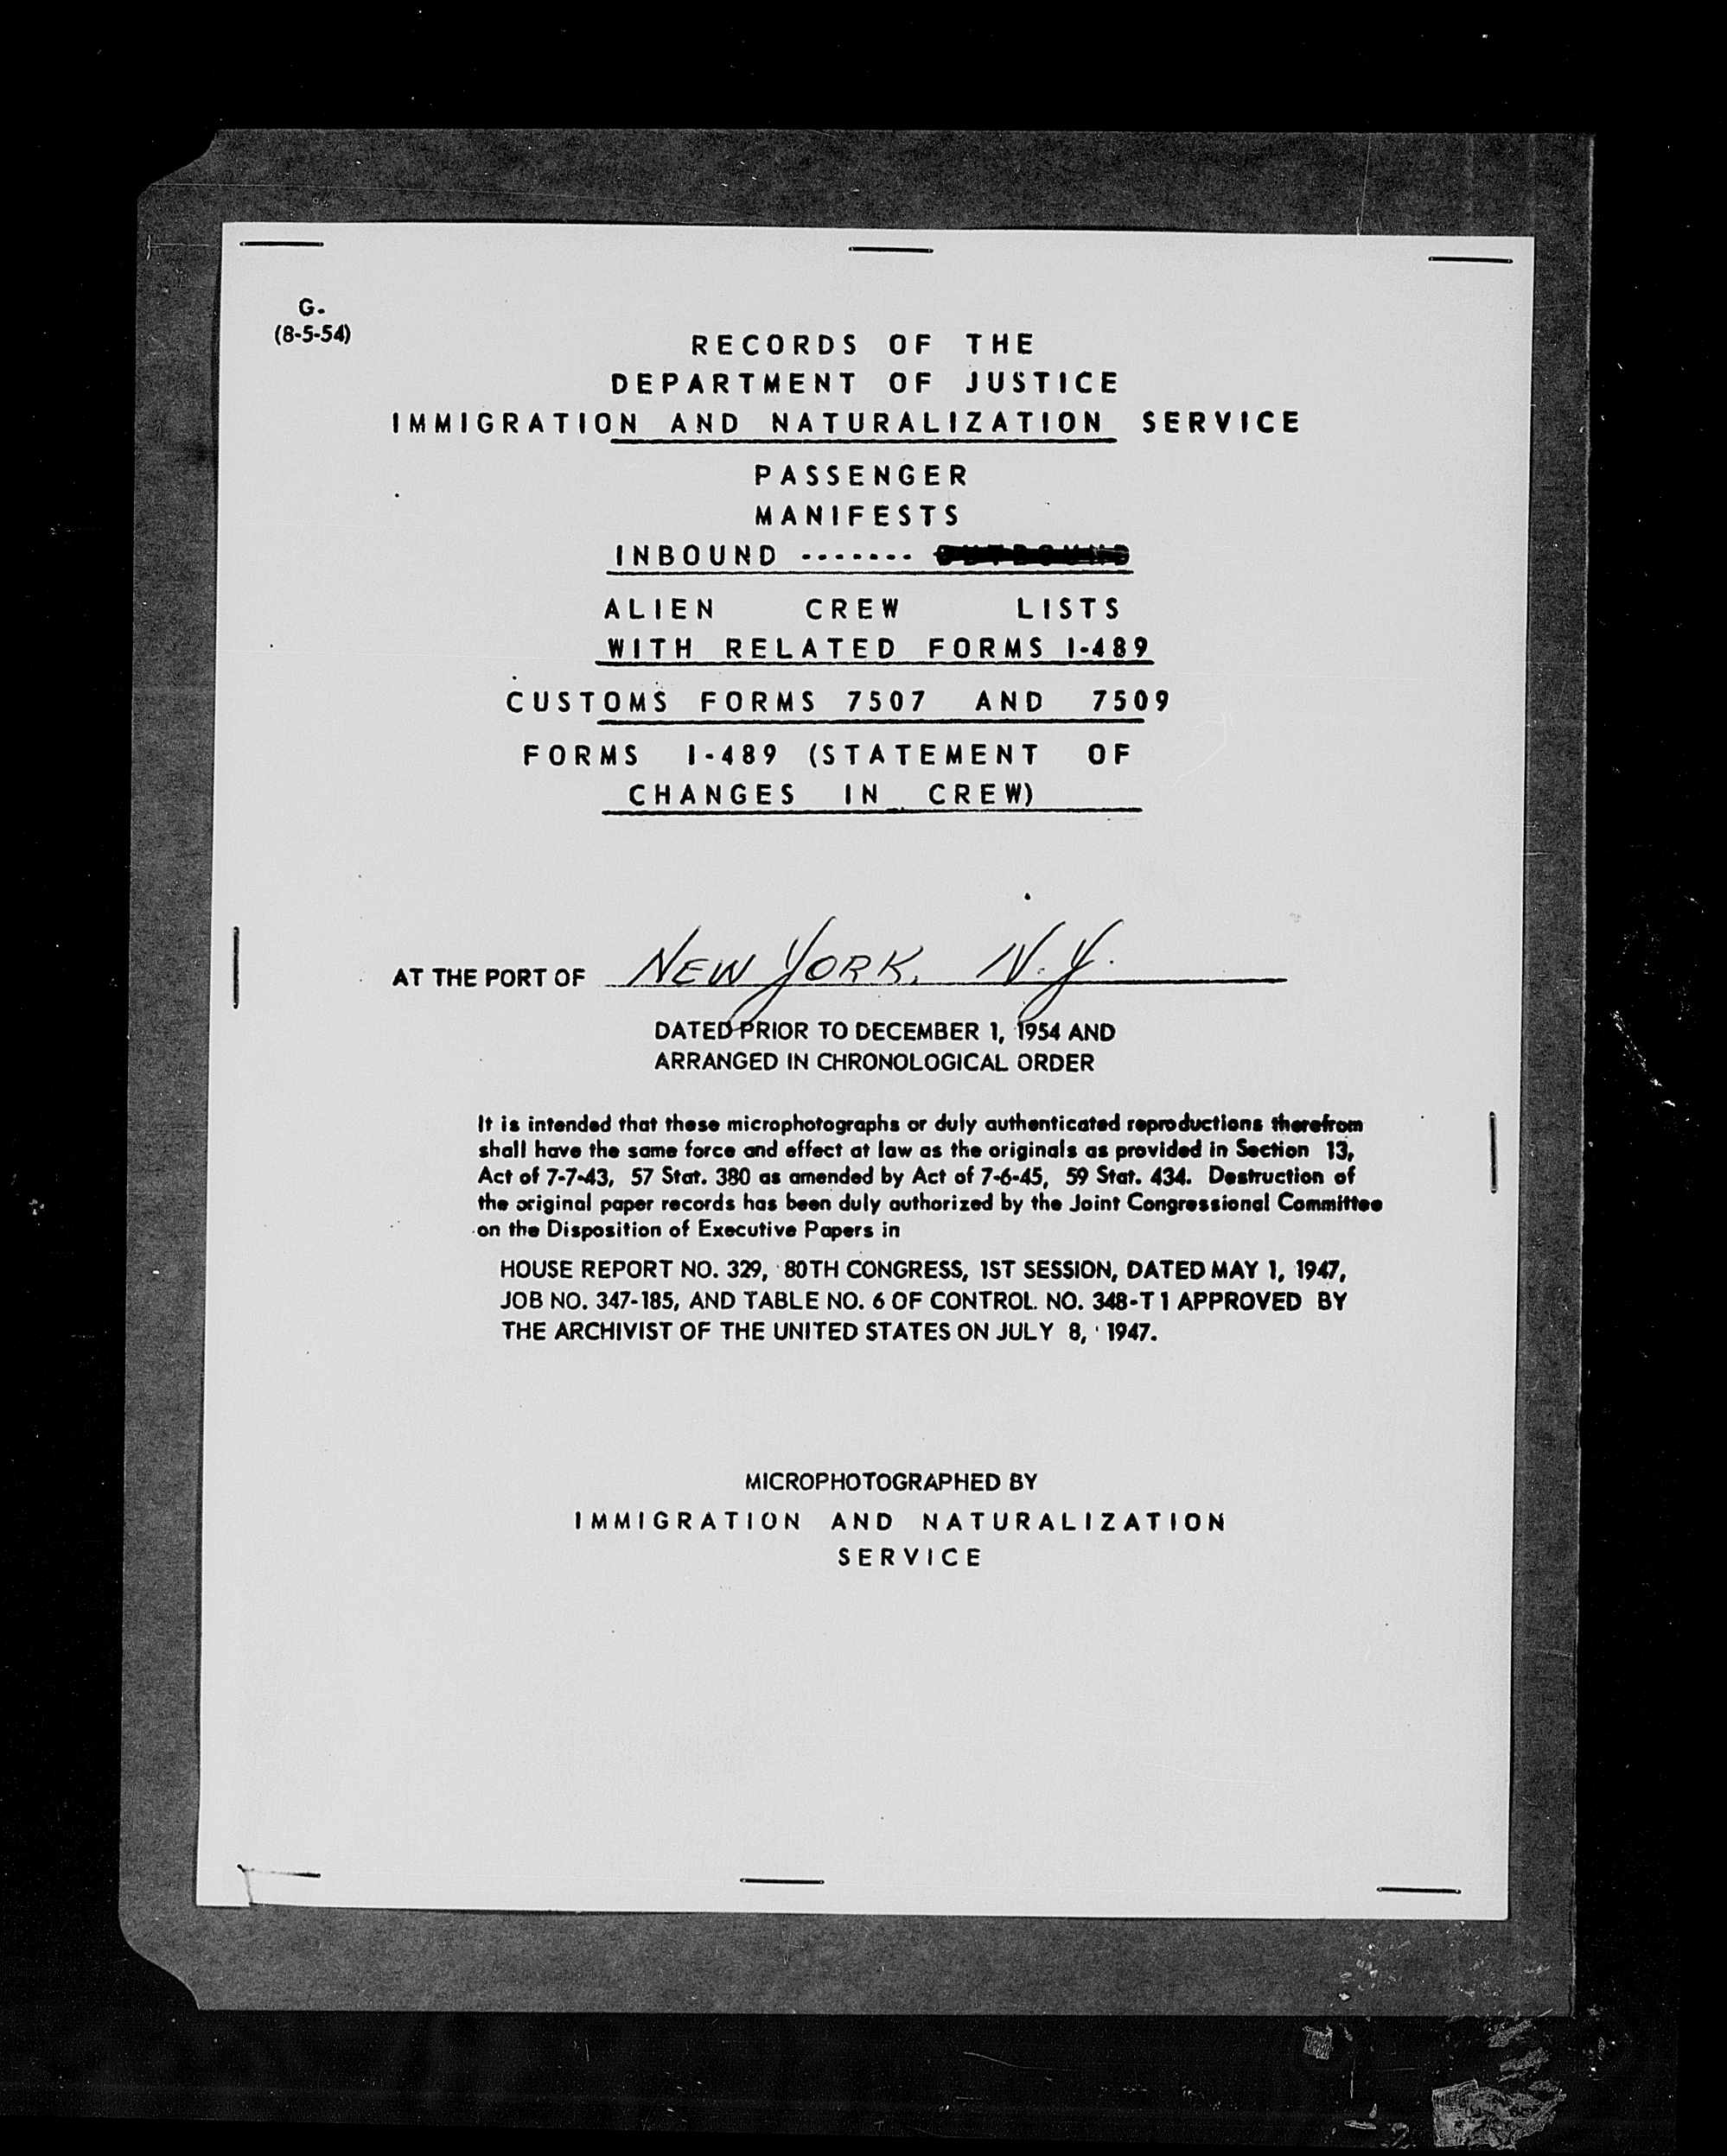 G.
(8-5-54)
RECORDS OF THE
DEPARTMENT OF JUSTICE
IMMIGRATION AND NATURALIZATION SERVICE
PASSENGER
MANIFESTS
INBOUND -------
ALIEN CREW LISTS
WITH RELATED FORMS I-489
CUSTOMS FORMS 7507 AND 7509
FORMS I-489 (STATEMENT OF
CHANGES IN CREW)
AT THE PORT OF NEW YORK, N.Y.
DATED PRIOR TO DECEMBER 1, 1954 AND
ARRANGED IN CHRONOLOGICAL ORDER
It is intended that these microphotographs or duly authenticated reproductions therefrom
shall have the same force and effect at law as the originals as provided in Section 13,
Act of 7-7-43, 57 Stat. 380 as amended by Act of 7-6-45, 59 Stat. 434. Destruction of
the original paper records has been duly authorized by the Joint Congressional Committee
on the Disposition of Executive Papers in
HOUSE REPORT NO. 329, 80TH CONGRESS, 1ST SESSION, DATED MAY 1, 1947,
JOB NO. 347-185, AND TABLE NO. 6 OF CONTROL NO. 348-T1 APPROVED BY
THE ARCHIVIST OF THE UNITED STATES ON JULY 8, 1947.
MICROPHOTOGRAPHED BY
IMMIGRATION AND NATURALIZATION
SERVICE